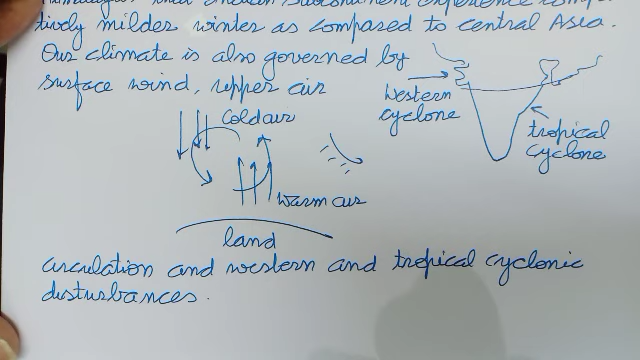 tively milder winter as compared to central Asia.
Our climate is also governed by
surface wind, upper air
Western
cyclone
tropical
cyclone
Cold air
Warm air
land
circulation and western and tropical cyclonic
disturbances.